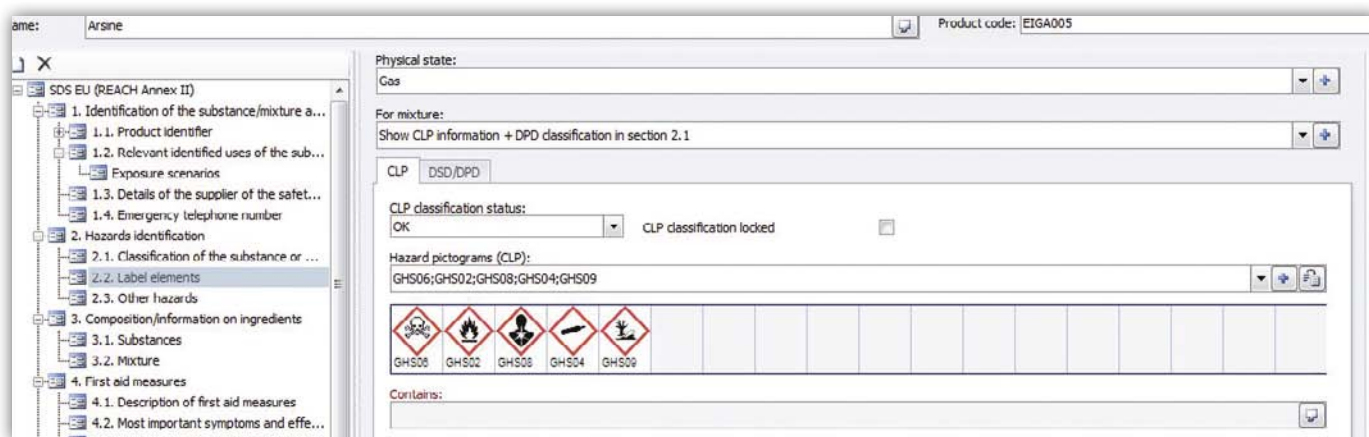 ame: Arsine Product code: EIGA005
SDS EU (REACH Annex II)
1. Identification of the substance/mixture a...
1.1. Product identifier
1.2. Relevant identified uses of the sub...
Exposure scenarios
1.3. Details of the supplier of the safet...
1.4. Emergency telephone number
2. Hazards identification
2.1. Classification of the substance or ...
2.2. Label elements
2.3. Other hazards
3. Composition/information on ingredients
3.1. Substances
3.2. Mixture
4. First aid measures
4.1. Description of first aid measures
4.2. Most important symptoms and effe...
Physical state:
Gas
For mixture:
Show CLP information + DPD classification in section 2.1
CLP DSD/DPD
CLP classification status:
OK CLP classification locked
Hazard pictograms (CLP):
GHS06;GHS02;GHS08;GHS04;GHS09
GHS06 GHS02 GHS08 GHS04 GHS09
Contains: